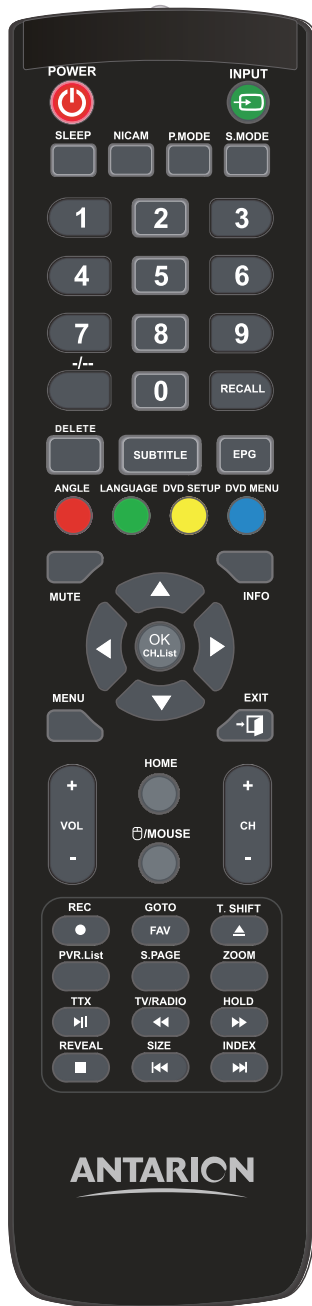 POWER INPUT
SLEEP NICAM P.MODE S.MODE
1 2 3
4 5 6
7 8 9
-/--
0 RECALL
DELETE
SUBTITLE EPG
ANGLE LANGUAGE DVD SETUP DVD MENU
MUTE INFO
OK
CH.List
MENU EXIT
HOME
+ +
VOL CH
/MOUSE
- -
REC GOTO T. SHIFT
FAV
PVR.List S.PAGE ZOOM
TTX TV/RADIO HOLD
REVEAL SIZE INDEX
ANTARION